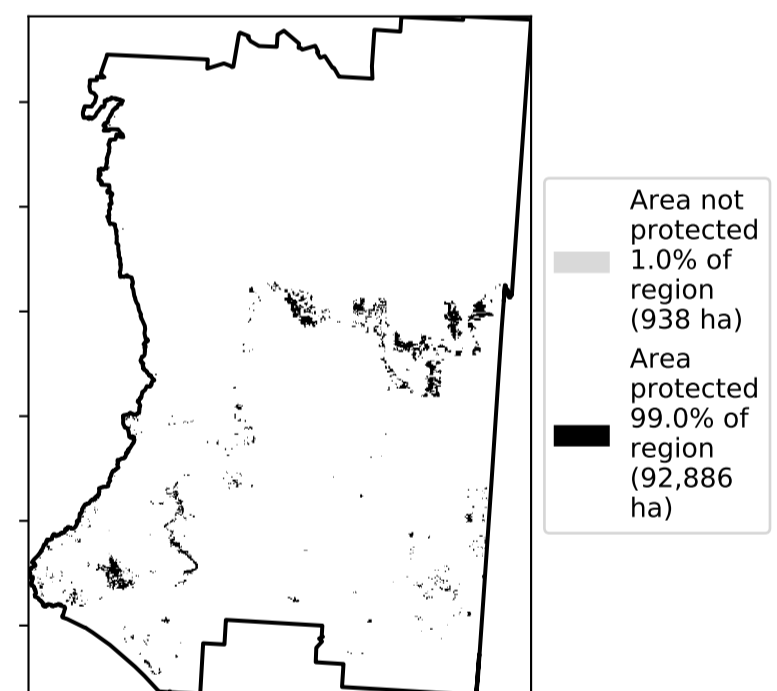 Area not
protected
1.0% of
region
(938 ha)
Area
protected
99.0% of
region
(92,886
ha)